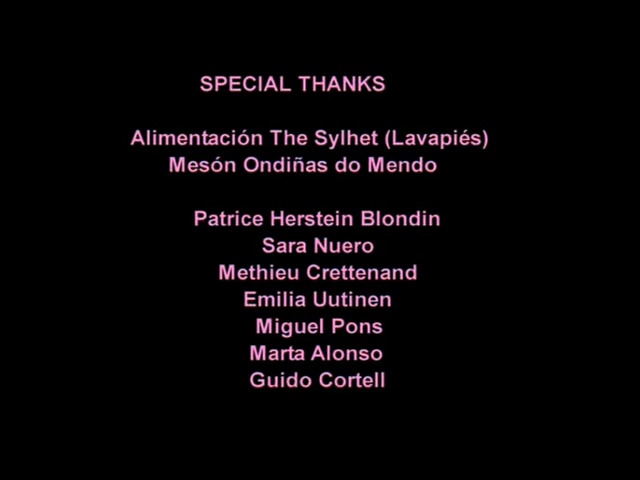 SPECIAL THANKS
Alimentación The Sylhet (Lavapiés)
Mesón Ondiñas do Mendo
Patrice Herstein Blondin
Sara Nuero
Methieu Crettenand
Emilia Uutinen
Miguel Pons
Marta Alonso
Guido Cortell